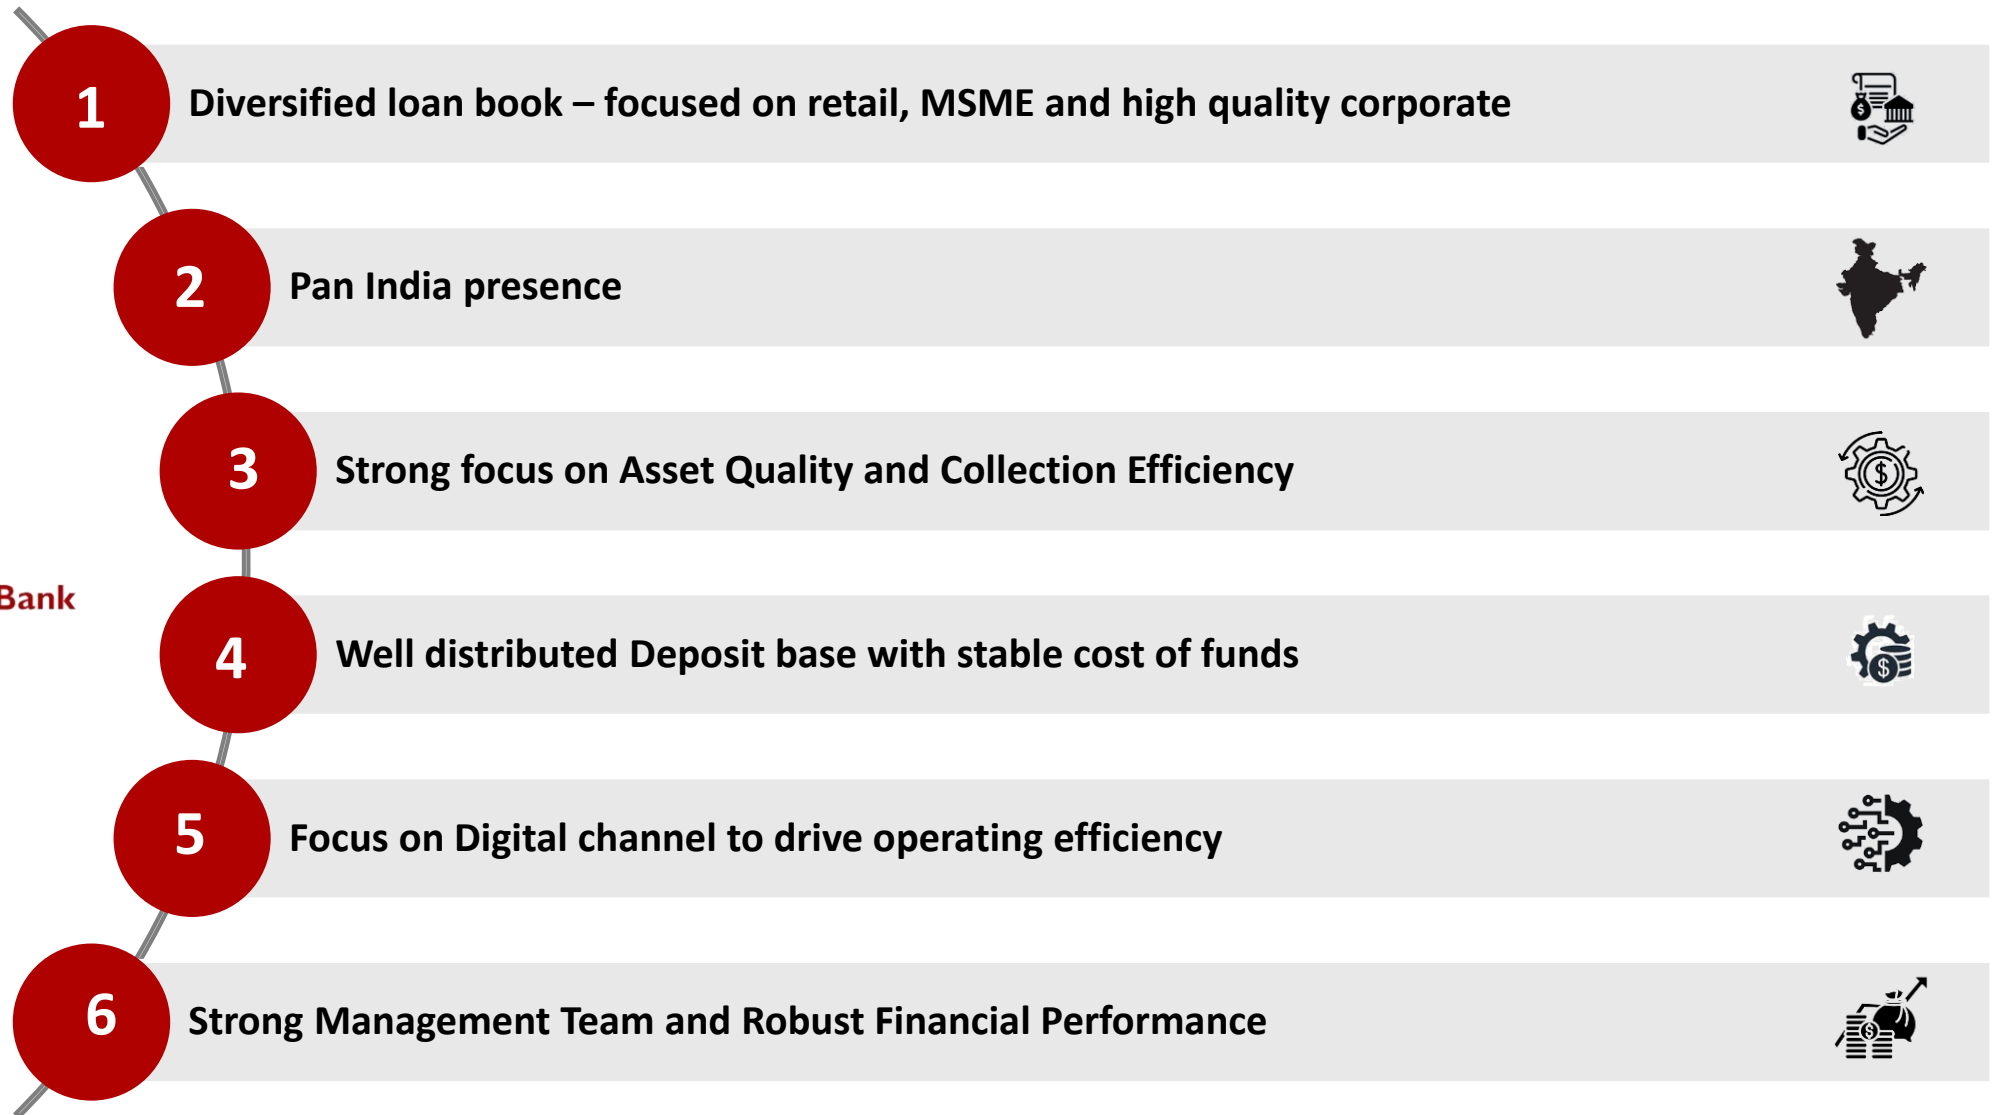 1
Diversified loan book – focused on retail, MSME and high quality corporate
2
Pan India presence
3
Strong focus on Asset Quality and Collection Efficiency
Bank
4
Well distributed Deposit base with stable cost of funds
5
Focus on Digital channel to drive operating efficiency
6
Strong Management Team and Robust Financial Performance